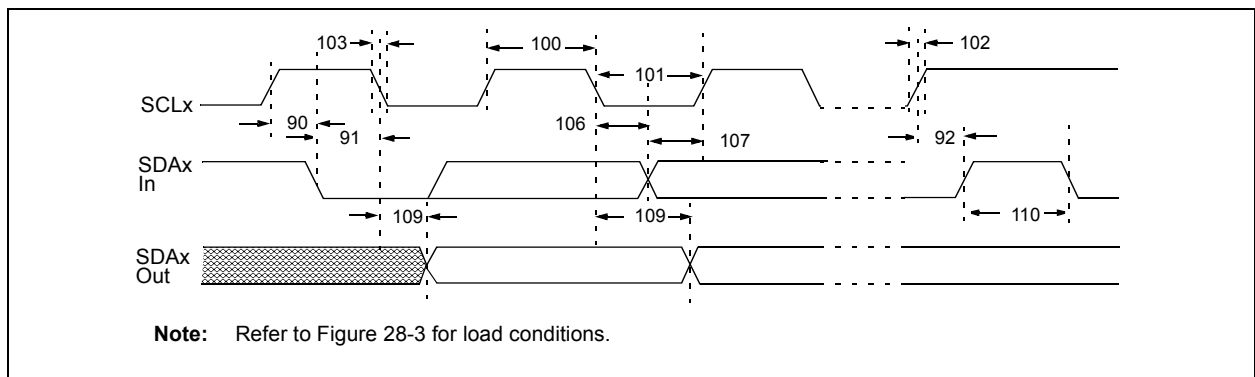 103
100
102
101
SCLx
90
91
106
107
92
SDAx
In
109
109
110
SDAx
Out
Note: Refer to Figure 28-3 for load conditions.